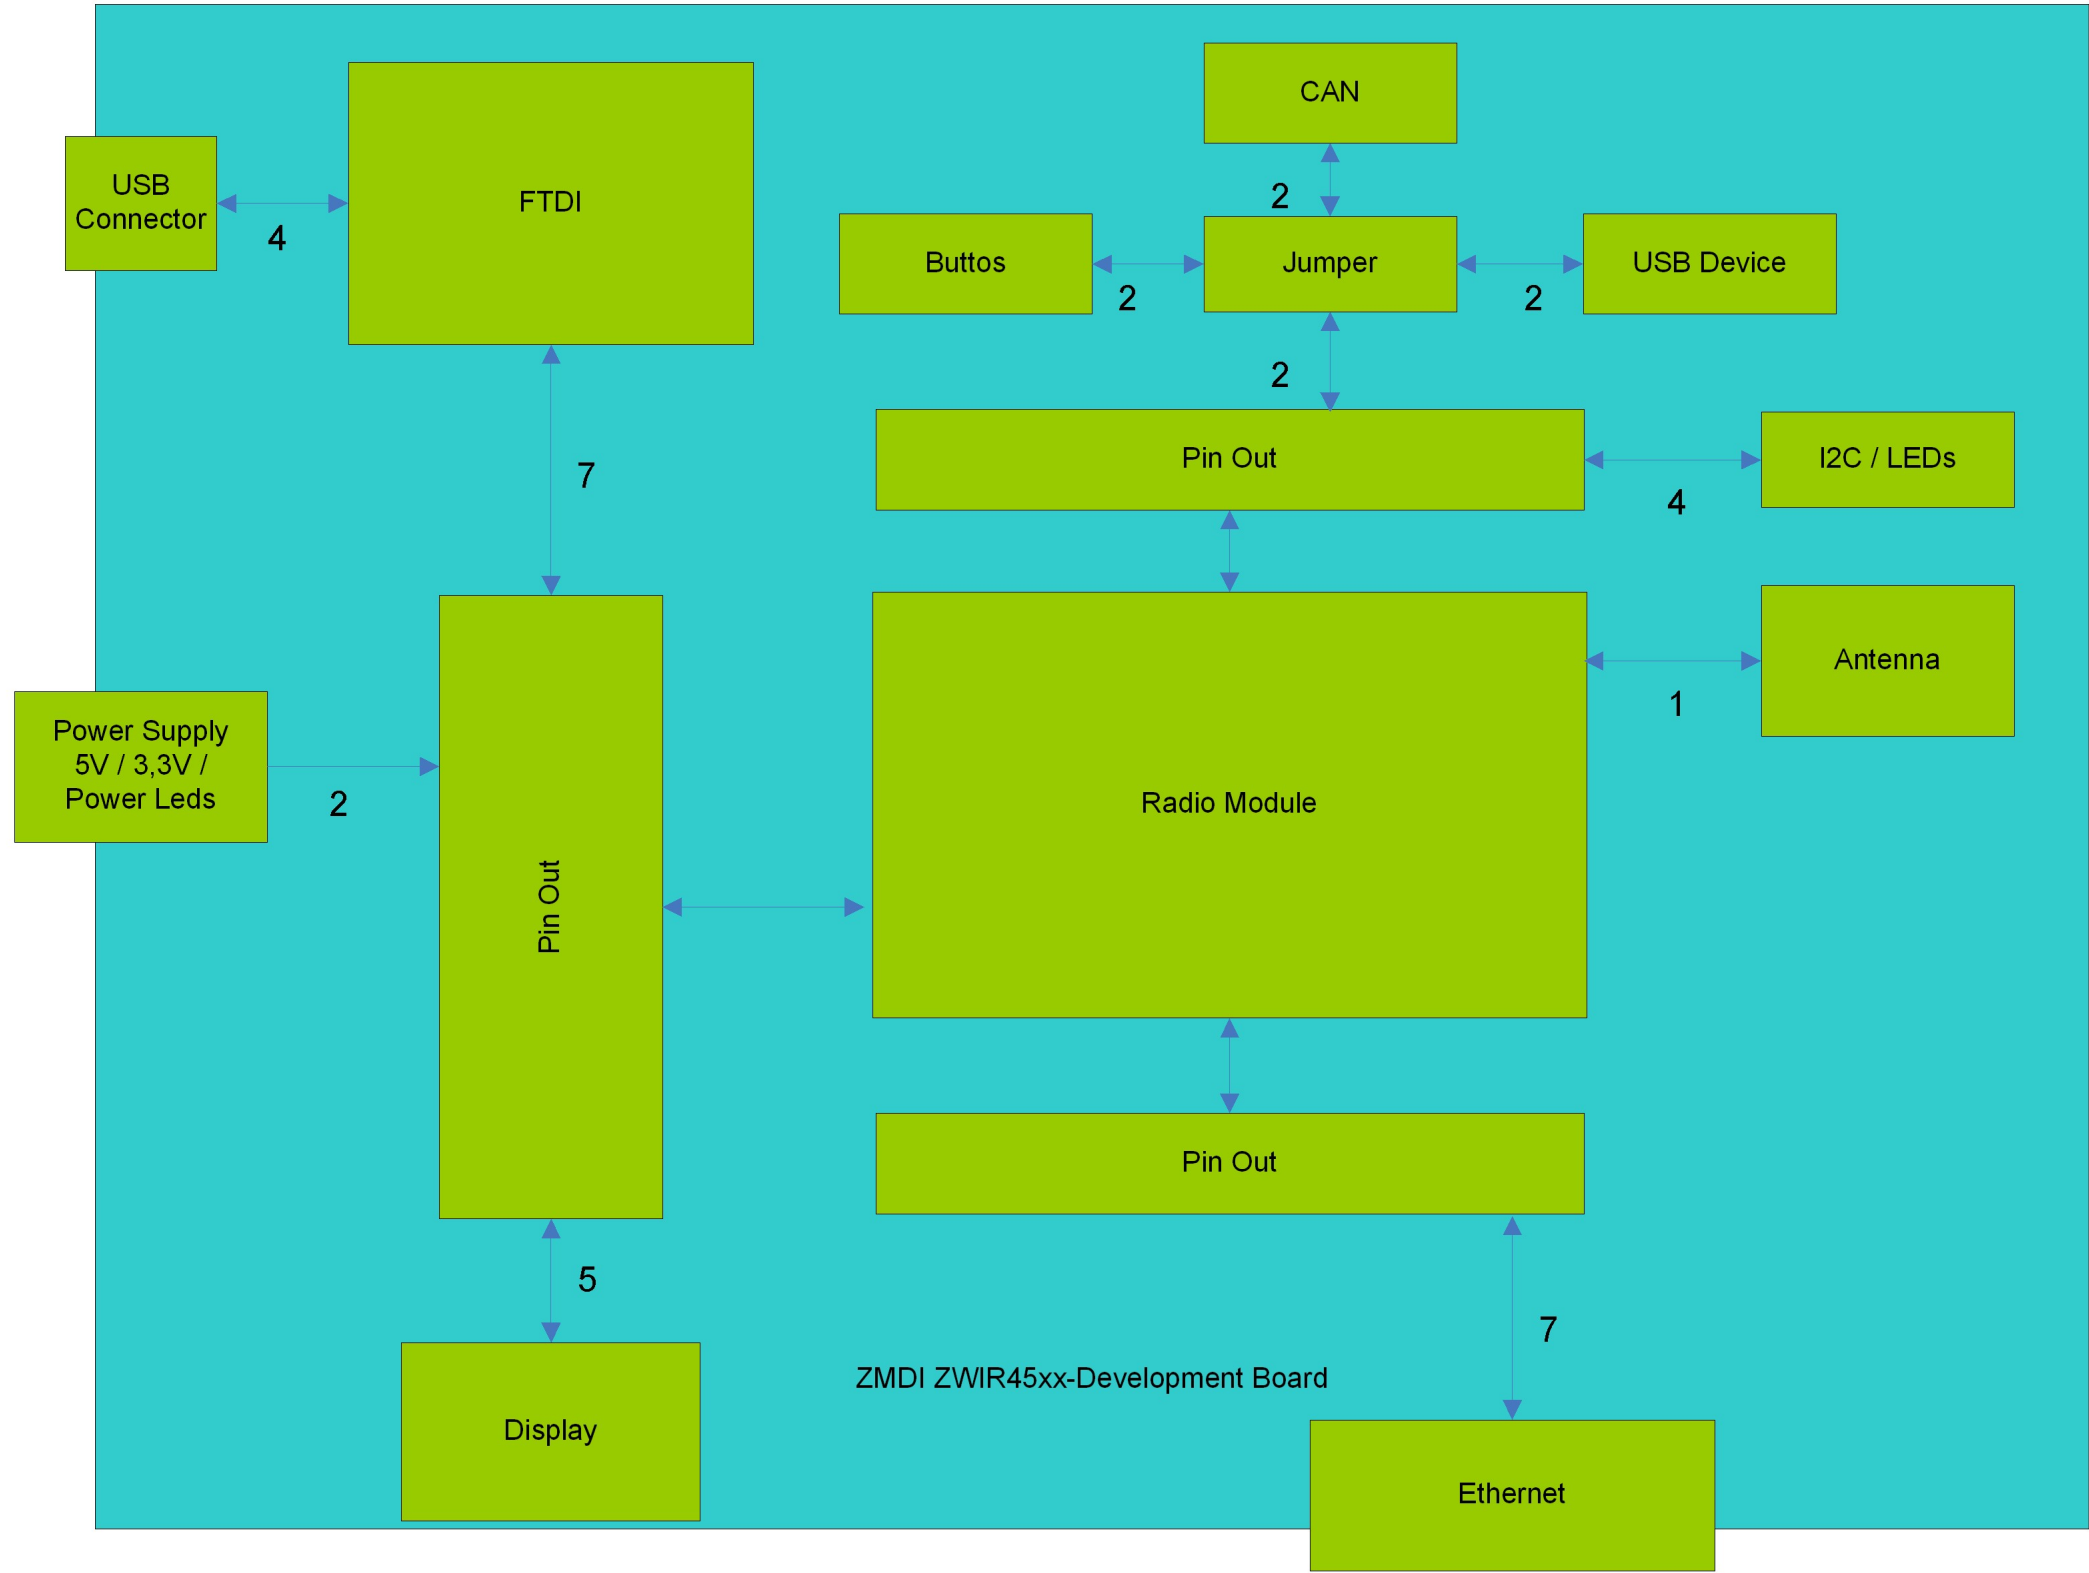 CAN
USB
Connector
FTDI
4
2
Buttos
Jumper
USB Device
2
2
2
Pin Out
I2C / LEDs
7
4
Antenna
1
Power Supply
5V / 3,3V /
Power Leds
2
Radio Module
Pin Out
Pin Out
5
7
ZMDI ZWIR45xx-Development Board
Display
Ethernet